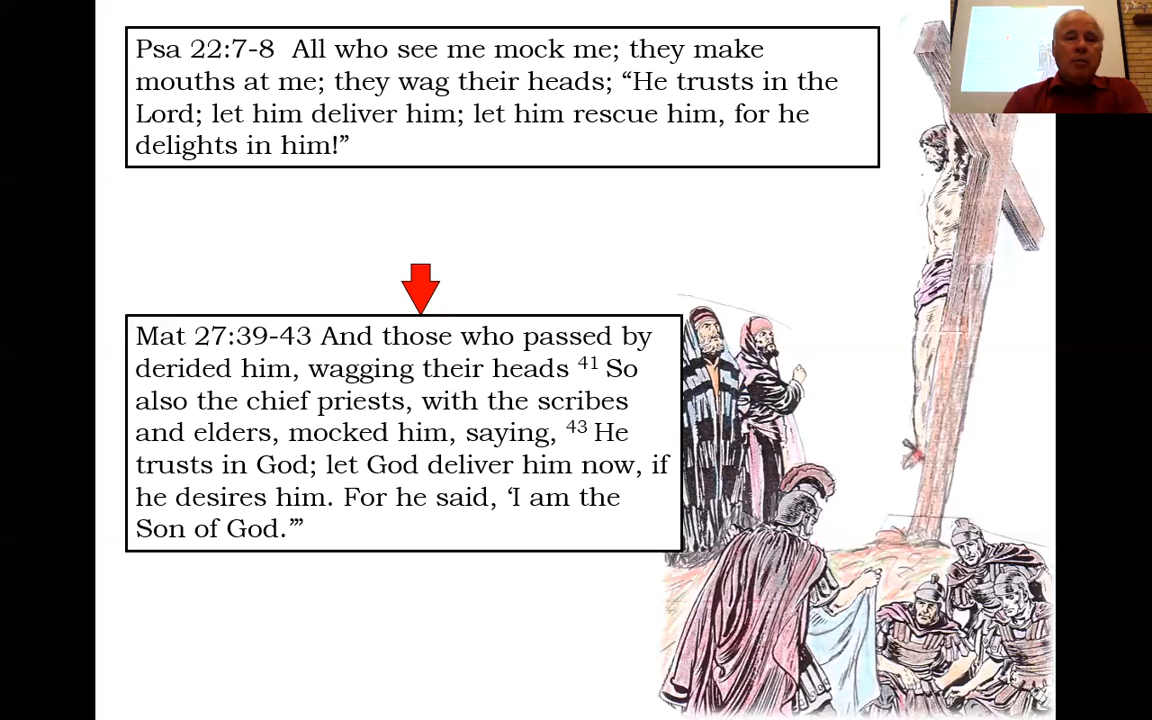 Psa 22:7-8  All who see me mock me; they make
mouths at me; they wag their heads; “He trusts in the
Lord; let him deliver him; let him rescue him, for he
delights in him!”
Mat 27:39-43 And those who passed by
derided him, wagging their heads ⁴¹ So
also the chief priests, with the scribes
and elders, mocked him, saying, ⁴³ He
trusts in God; let God deliver him now, if
he desires him. For he said, ‘I am the
Son of God.’”